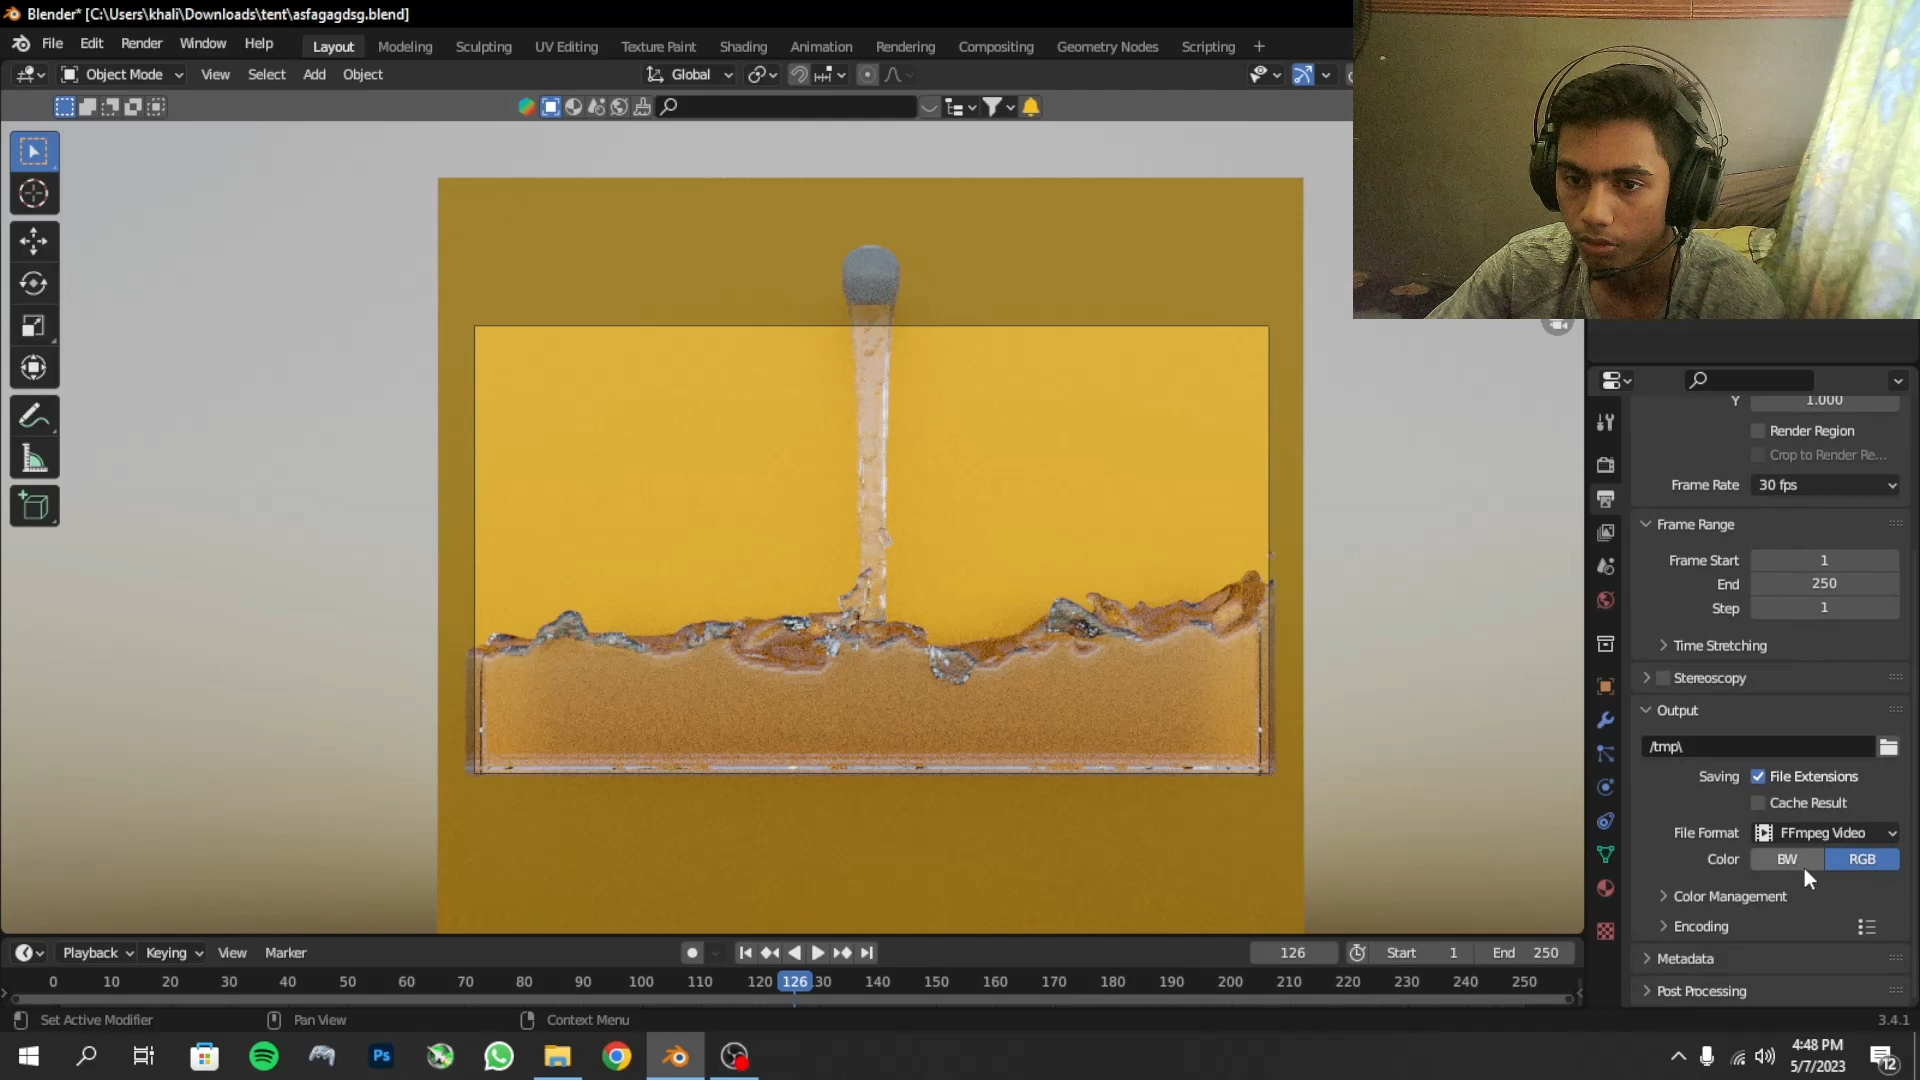 Blender* [C:\Users\khali\Downloads\tent\asfagagdsg.blend]
File Edit Render Window Help Layout Modeling Sculpting UV Editing Texture Paint Shading Animation Rendering Compositing Geometry Nodes Scripting +
Object Mode View Select Add Object Global
Y 1.000
Render Region
Crop to Render Re...
Frame Rate 30 fps
Frame Range
Frame Start 1
End 250
Step 1
Time Stretching
Stereoscopy
Output
/tmp\
Saving File Extensions
Cache Result
File Format FFmpeg Video
Color BW RGB
Color Management
Encoding
Metadata
Post Processing
Playback Keying View Marker 126 Start 1 End 250
0 10 20 30 40 50 60 70 80 90 100 110 120 126 30 140 150 160 170 180 190 200 210 220 230 240 250
Set Active Modifier Pan View Context Menu 3.4.1
Ps
4:48 PM
5/7/2023
12